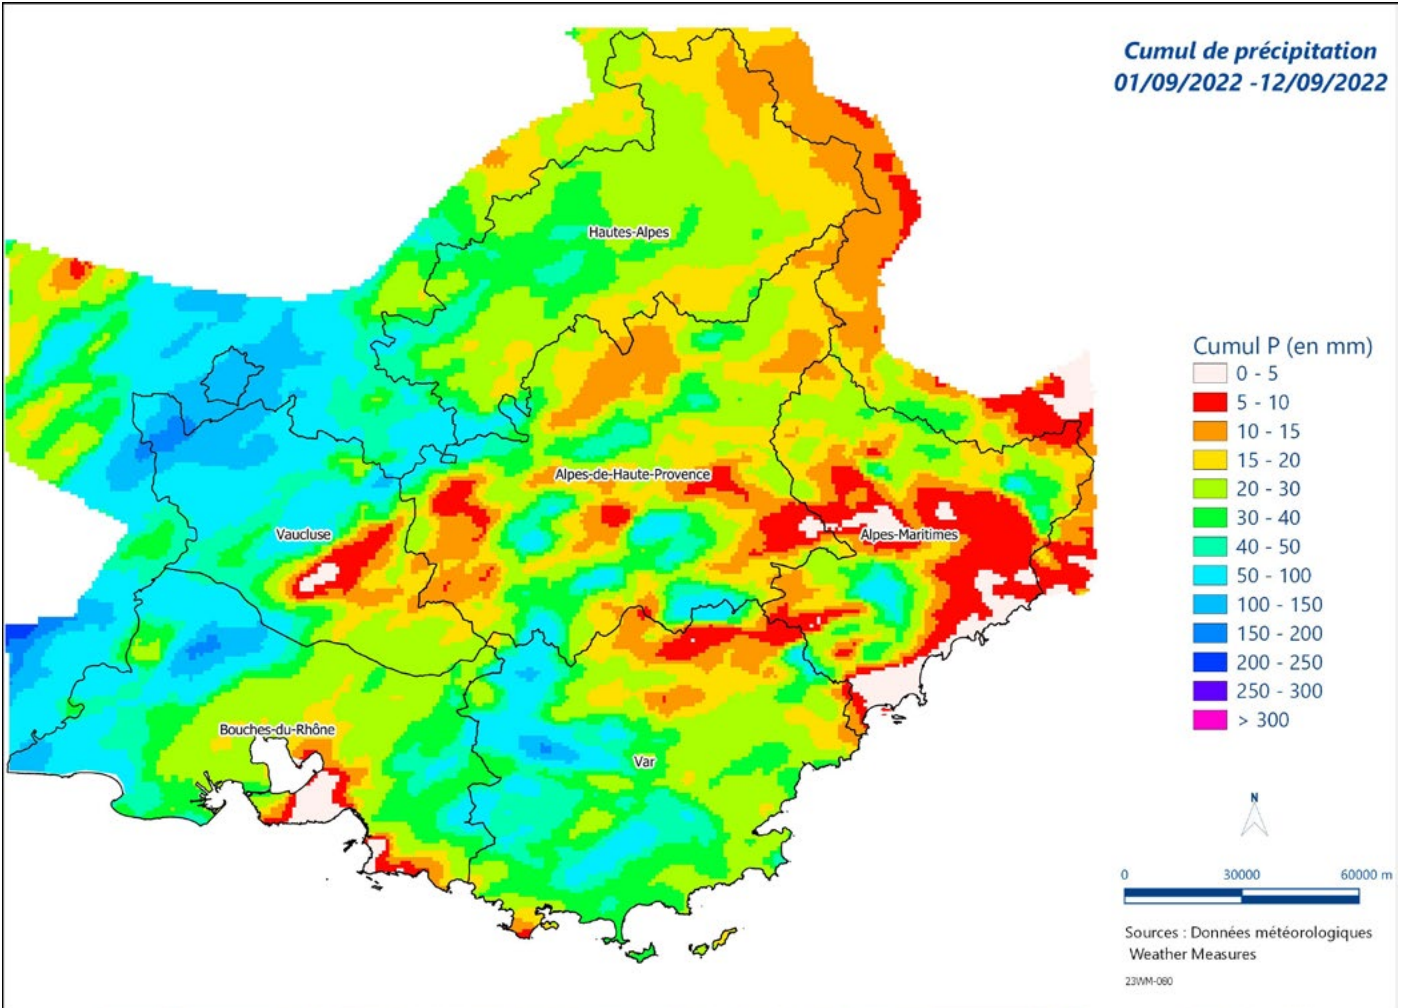 Cumul de précipitation
01/09/2022 -12/09/2022
Hautes-Alpes
Alpes-de-Haute-Provence
Vaucluse
Alpes-Maritimes
Bouches-du-Rhône
Var
Cumul P (en mm)
0 - 5
5 - 10
10 - 15
15 - 20
20 - 30
30 - 40
40 - 50
50 - 100
100 - 150
150 - 200
200 - 250
250 - 300
> 300
N
0 30000 60000 m
Sources : Données météorologiques
Weather Measures
23WM-080